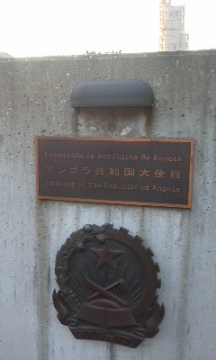 Embaixada da República de Angola
アンゴラ共和国大使館
Embassy of the Republic of Angola